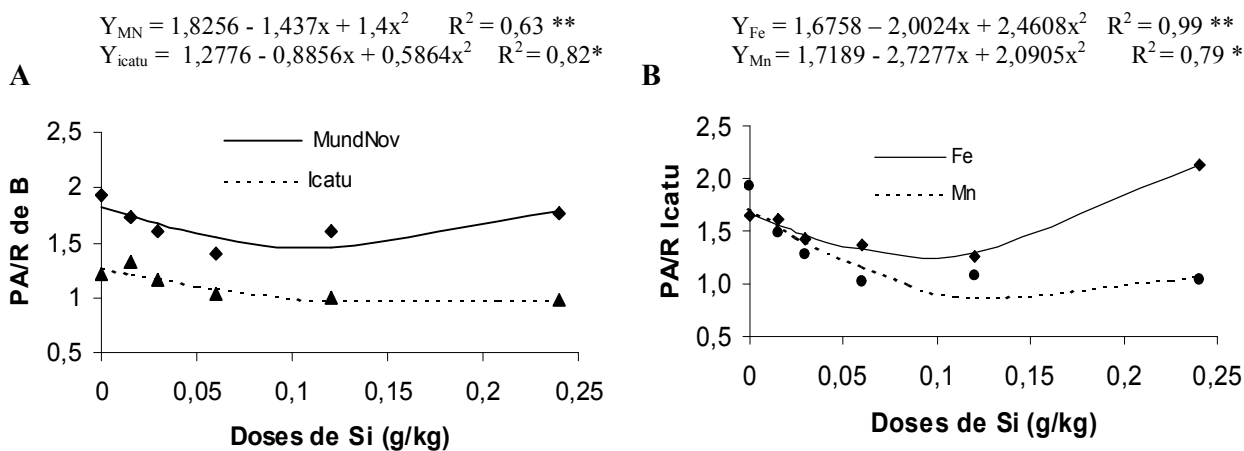 Y_MN = 1,8256 - 1,437x + 1,4x² R² = 0,63 **
Y_icatu = 1,2776 - 0,8856x + 0,5864x² R² = 0,82*
A
2,5
2
1,5
1
0,5
PA/R de B
MundNov
Icatu
0 0,05 0,1 0,15 0,2 0,25
Doses de Si (g/kg)
Y_Fe = 1,6758 – 2,0024x + 2,4608x² R² = 0,99 **
Y_Mn = 1,7189 - 2,7277x + 2,0905x² R² = 0,79 *
B
2,5
2,0
1,5
1,0
0,5
PA/R Icatu
Fe
Mn
0 0,05 0,1 0,15 0,2 0,25
Doses de Si (g/kg)